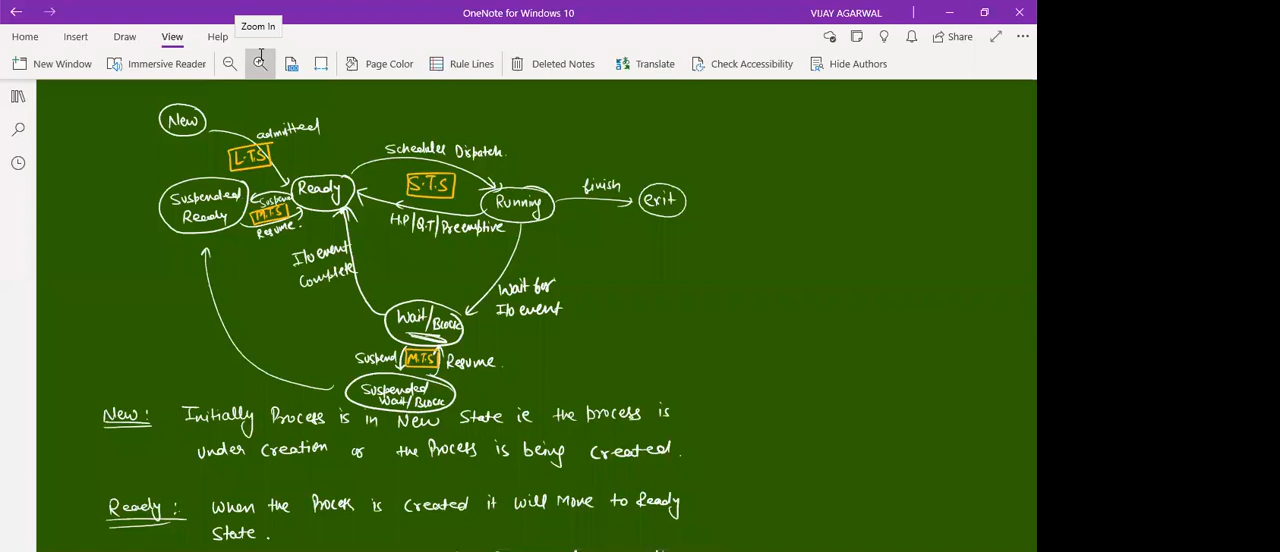 OneNote for Windows 10
VIJAY AGARWAL
Zoom In
Home Insert Draw View Help
Share
New Window Immersive Reader Page Color Rule Lines Deleted Notes Translate Check Accessibility Hide Authors
New
admitted
L.T.S
Scheduler Dispatch
Suspended Ready
Suspend
M.T.S
Resume.
Ready
S.T.S
Running
finish
exit
H.P/Q.T/Preemptive
I/o event
Complete
Wait for
I/o event
Wait/Block
Suspend
M.T.S
Resume
Suspended
Wait/Block
New: Initially Process is in New State ie the process is
under creation or the Process is being created.
Ready: When the Process is created it will Move to Ready
State.